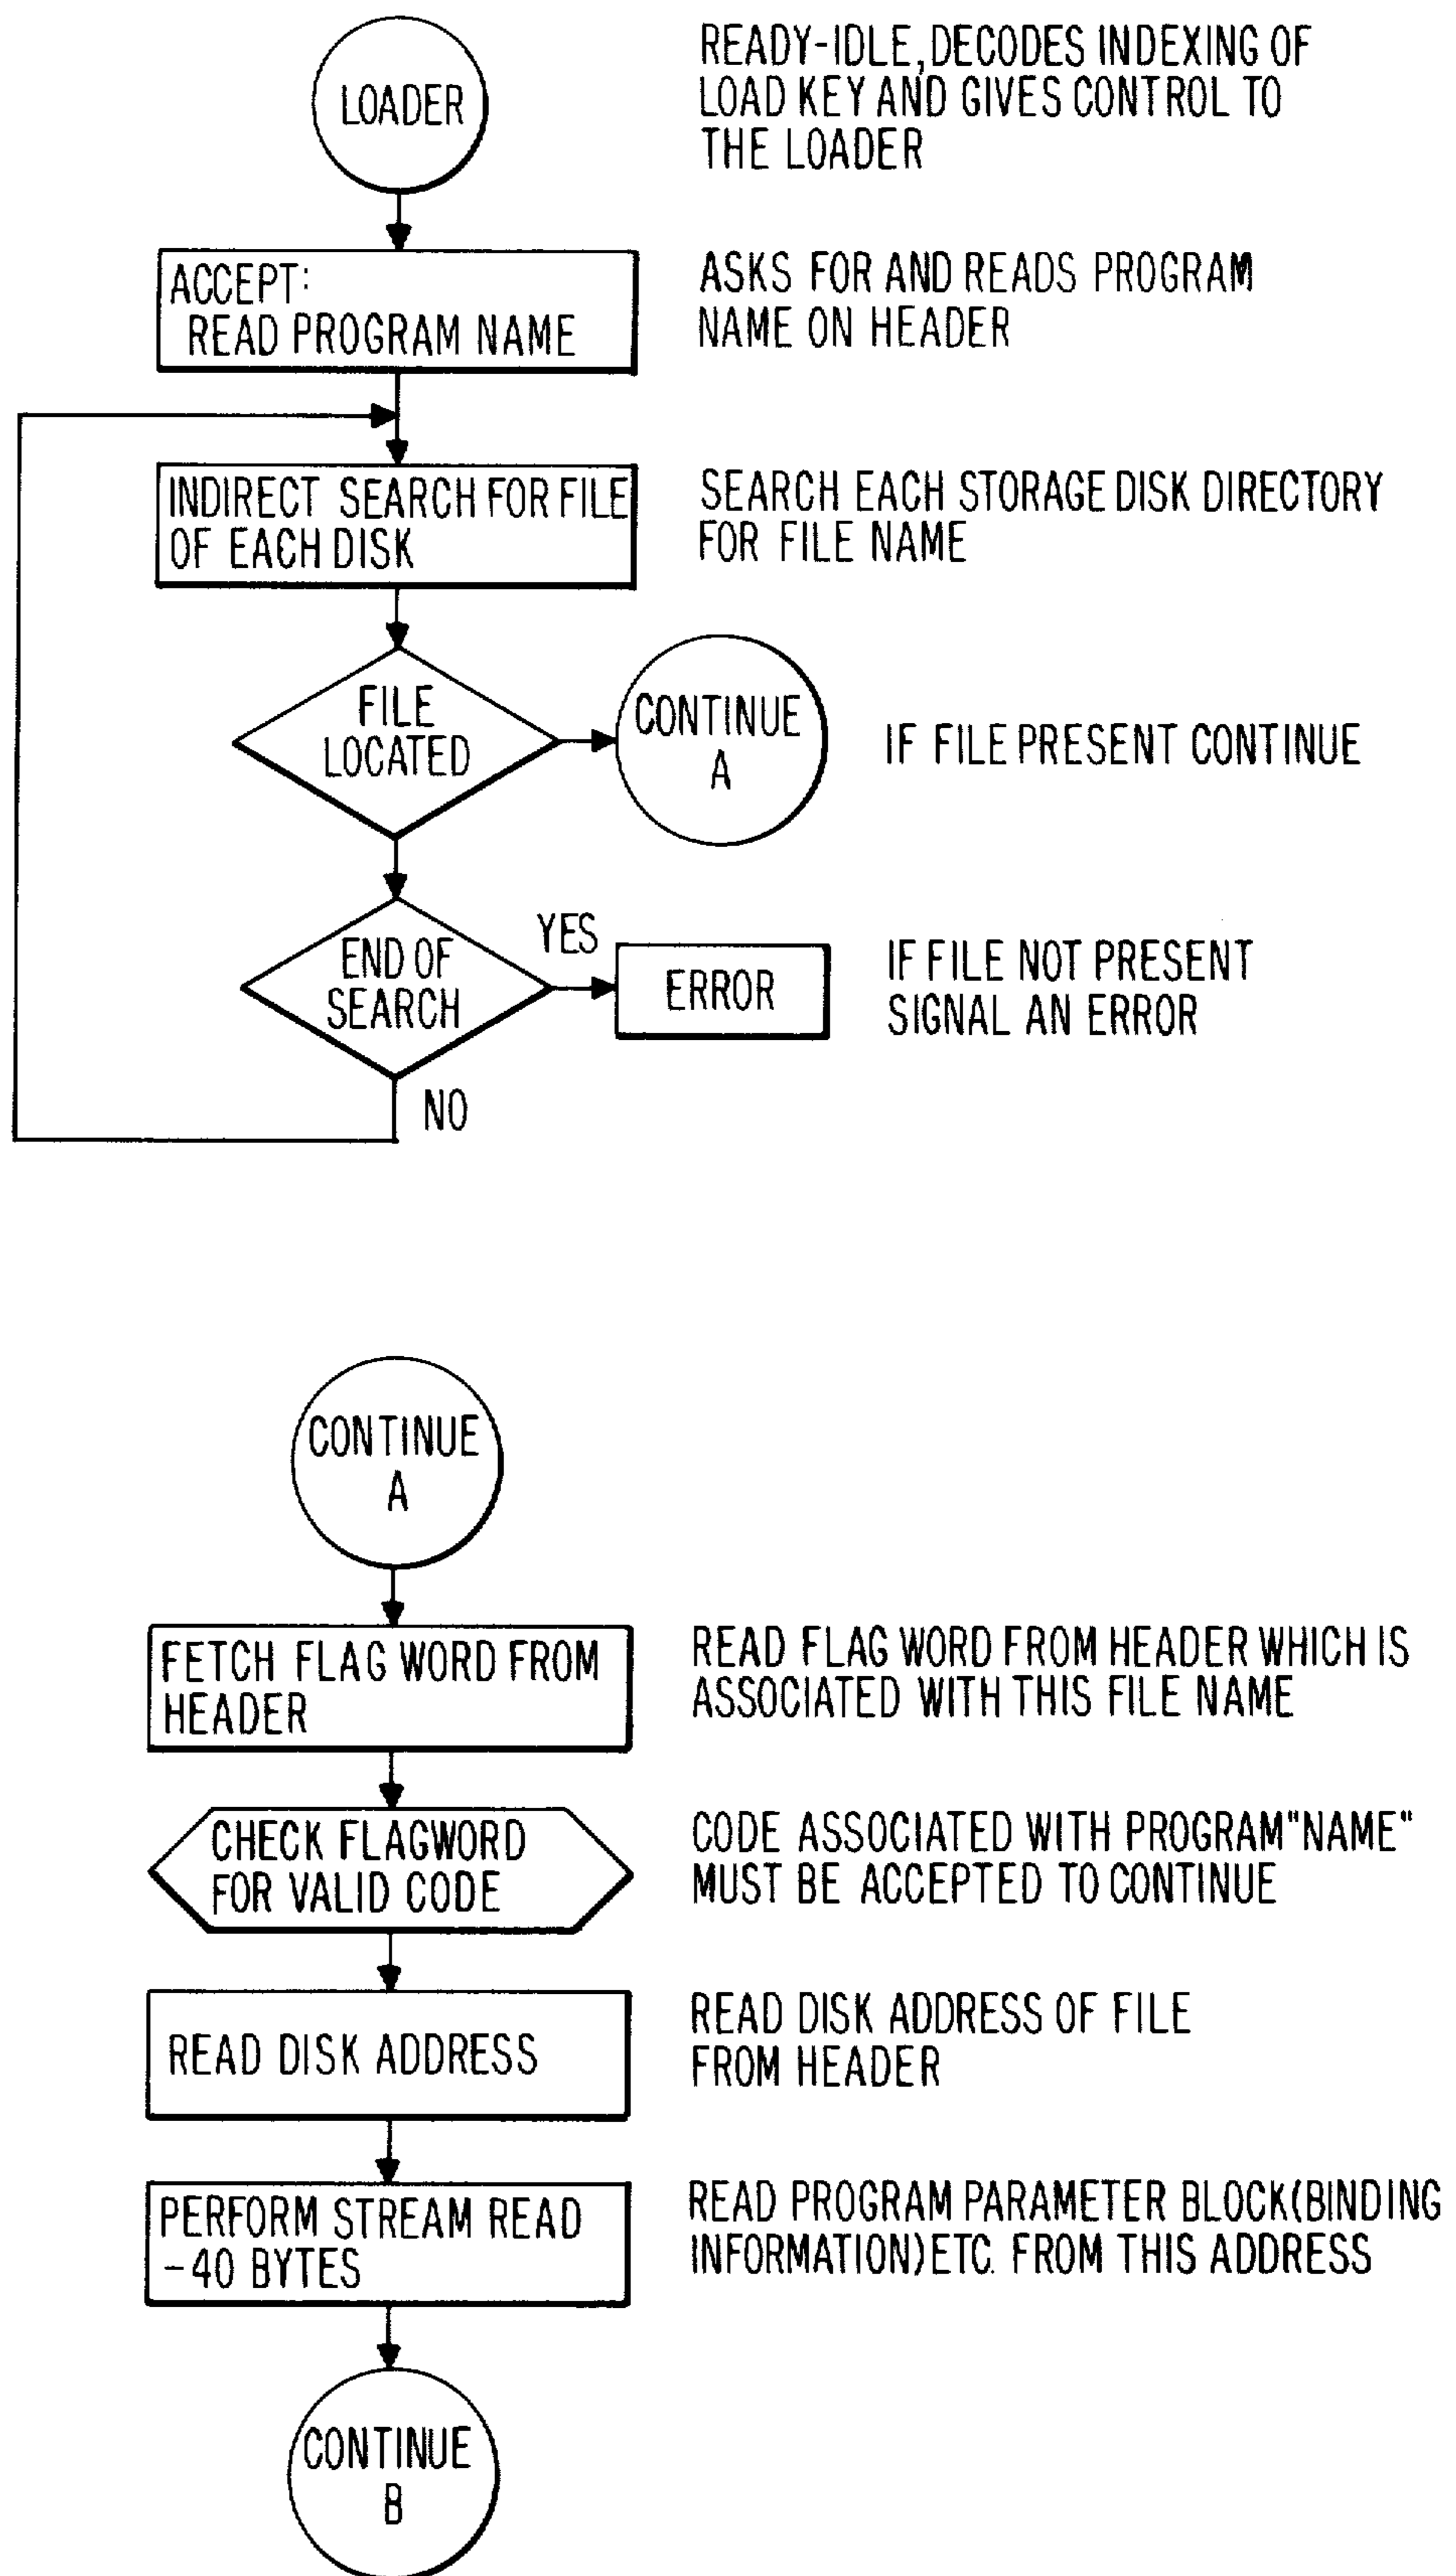 LOADER
READY-IDLE, DECODES INDEXING OF
LOAD KEY AND GIVES CONTROL TO
THE LOADER
ACCEPT:
READ PROGRAM NAME
ASKS FOR AND READS PROGRAM
NAME ON HEADER
INDIRECT SEARCH FOR FILE
OF EACH DISK
SEARCH EACH STORAGE DISK DIRECTORY
FOR FILE NAME
FILE
LOCATED
CONTINUE
A
IF FILE PRESENT CONTINUE
END OF
SEARCH
YES
ERROR
IF FILE NOT PRESENT
SIGNAL AN ERROR
NO
CONTINUE
A
FETCH FLAG WORD FROM
HEADER
READ FLAG WORD FROM HEADER WHICH IS
ASSOCIATED WITH THIS FILE NAME
CHECK FLAGWORD
FOR VALID CODE
CODE ASSOCIATED WITH PROGRAM "NAME"
MUST BE ACCEPTED TO CONTINUE
READ DISK ADDRESS
READ DISK ADDRESS OF FILE
FROM HEADER
PERFORM STREAM READ
-40 BYTES
READ PROGRAM PARAMETER BLOCK(BINDING
INFORMATION)ETC. FROM THIS ADDRESS
CONTINUE
B